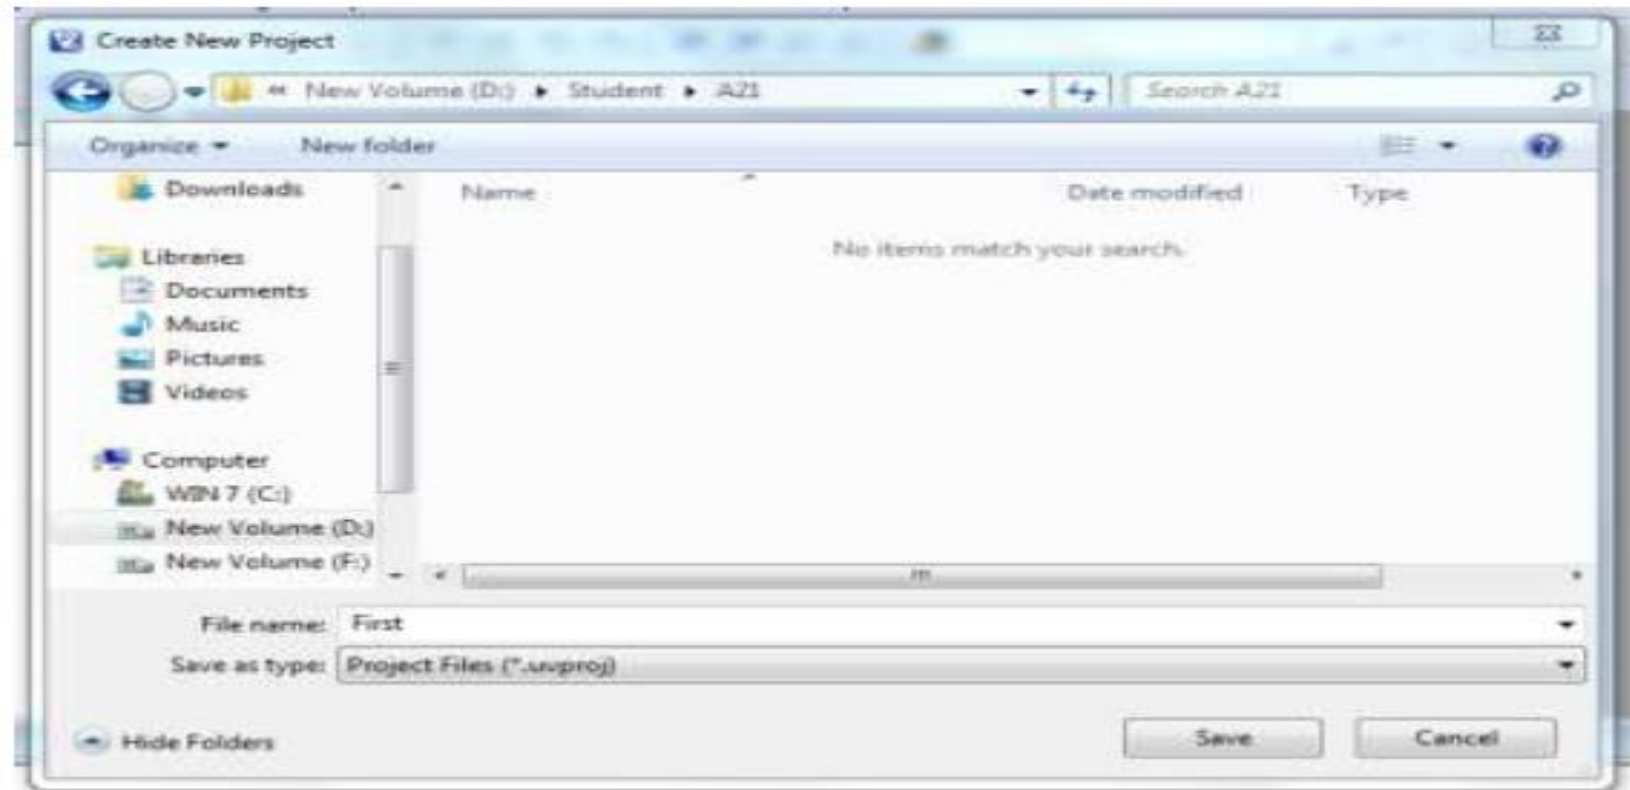 Create New Project
« New Volume (D:) ▸ Student ▸ A21
Search A21
Organize
New folder
Downloads
Name
Date modified
Type
No items match your search.
Libraries
Documents
Music
Pictures
Videos
Computer
WIN 7 (C:)
New Volume (D:)
New Volume (F:)
File name: First
Save as type: Project Files (*.uvproj)
Hide Folders
Save
Cancel